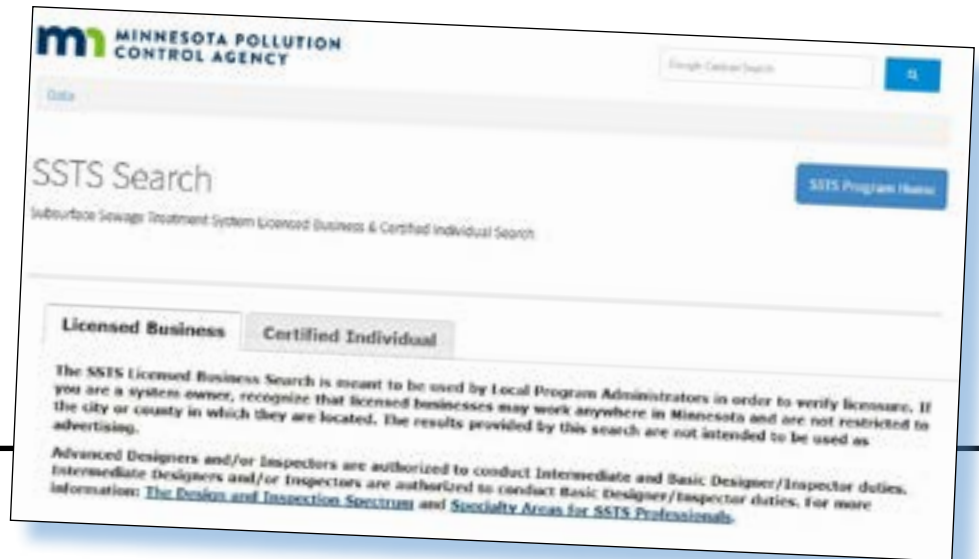 MINNESOTA POLLUTION
CONTROL AGENCY
Google Custom Search
Data
SSTS Search
SSTS Program Home
Subsurface Sewage Treatment System Licensed Business & Certified Individual Search
Licensed Business
Certified Individual
The SSTS Licensed Business Search is meant to be used by Local Program Administrators in order to verify licensure. If
you are a system owner, recognize that licensed businesses may work anywhere in Minnesota and are not restricted to
the city or county in which they are located. The results provided by this search are not intended to be used as
advertising.
Advanced Designers and/or Inspectors are authorized to conduct Intermediate and Basic Designer/Inspector duties.
Intermediate Designers and/or Inspectors are authorized to conduct Basic Designer/Inspector duties. For more
information: The Design and Inspection Spectrum and Specialty Areas for SSTS Professionals.